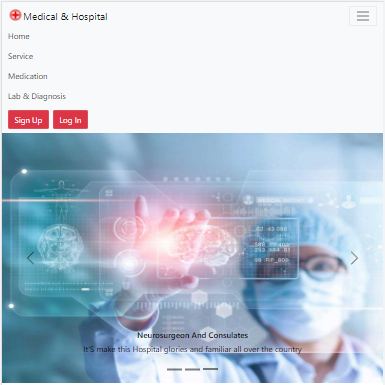 Medical & Hospital
Home
Service
Medication
Lab & Diagnosis
Sign Up Log In
Neurosurgeon And Consulates
It'S make this Hospital glories and familiar all over the country